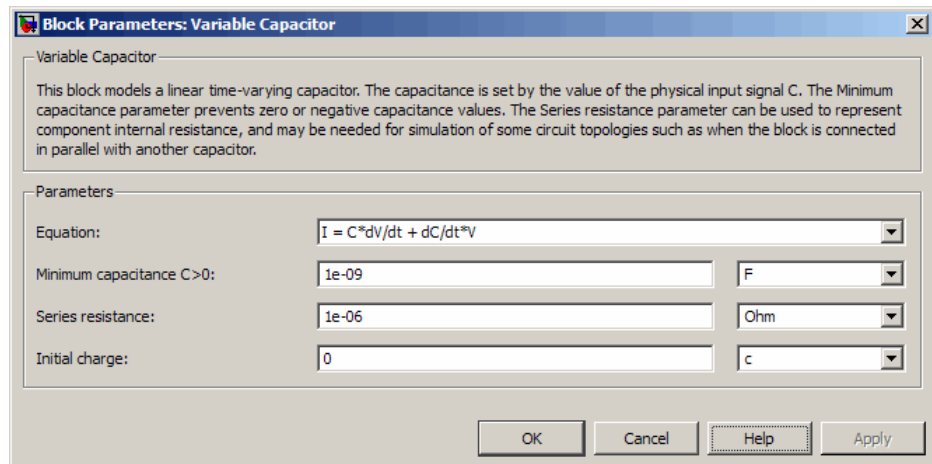 Block Parameters: Variable Capacitor
Variable Capacitor
This block models a linear time-varying capacitor. The capacitance is set by the value of the physical input signal C. The Minimum
capacitance parameter prevents zero or negative capacitance values. The Series resistance parameter can be used to represent
component internal resistance, and may be needed for simulation of some circuit topologies such as when the block is connected
in parallel with another capacitor.
Parameters
Equation: I = C*dV/dt + dC/dt*V
Minimum capacitance C>0: 1e-09 F
Series resistance: 1e-06 Ohm
Initial charge: 0 c
OK Cancel Help Apply